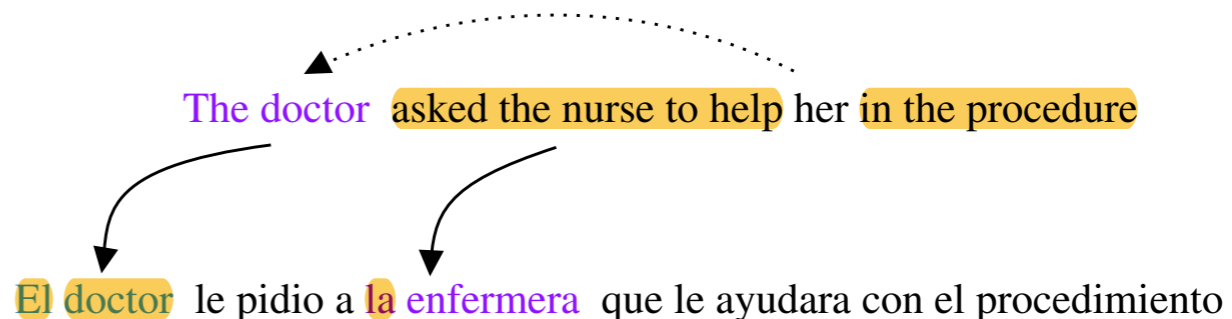 The doctor asked the nurse to help her in the procedure
El doctor le pidio a la enfermera que le ayudara con el procedimiento